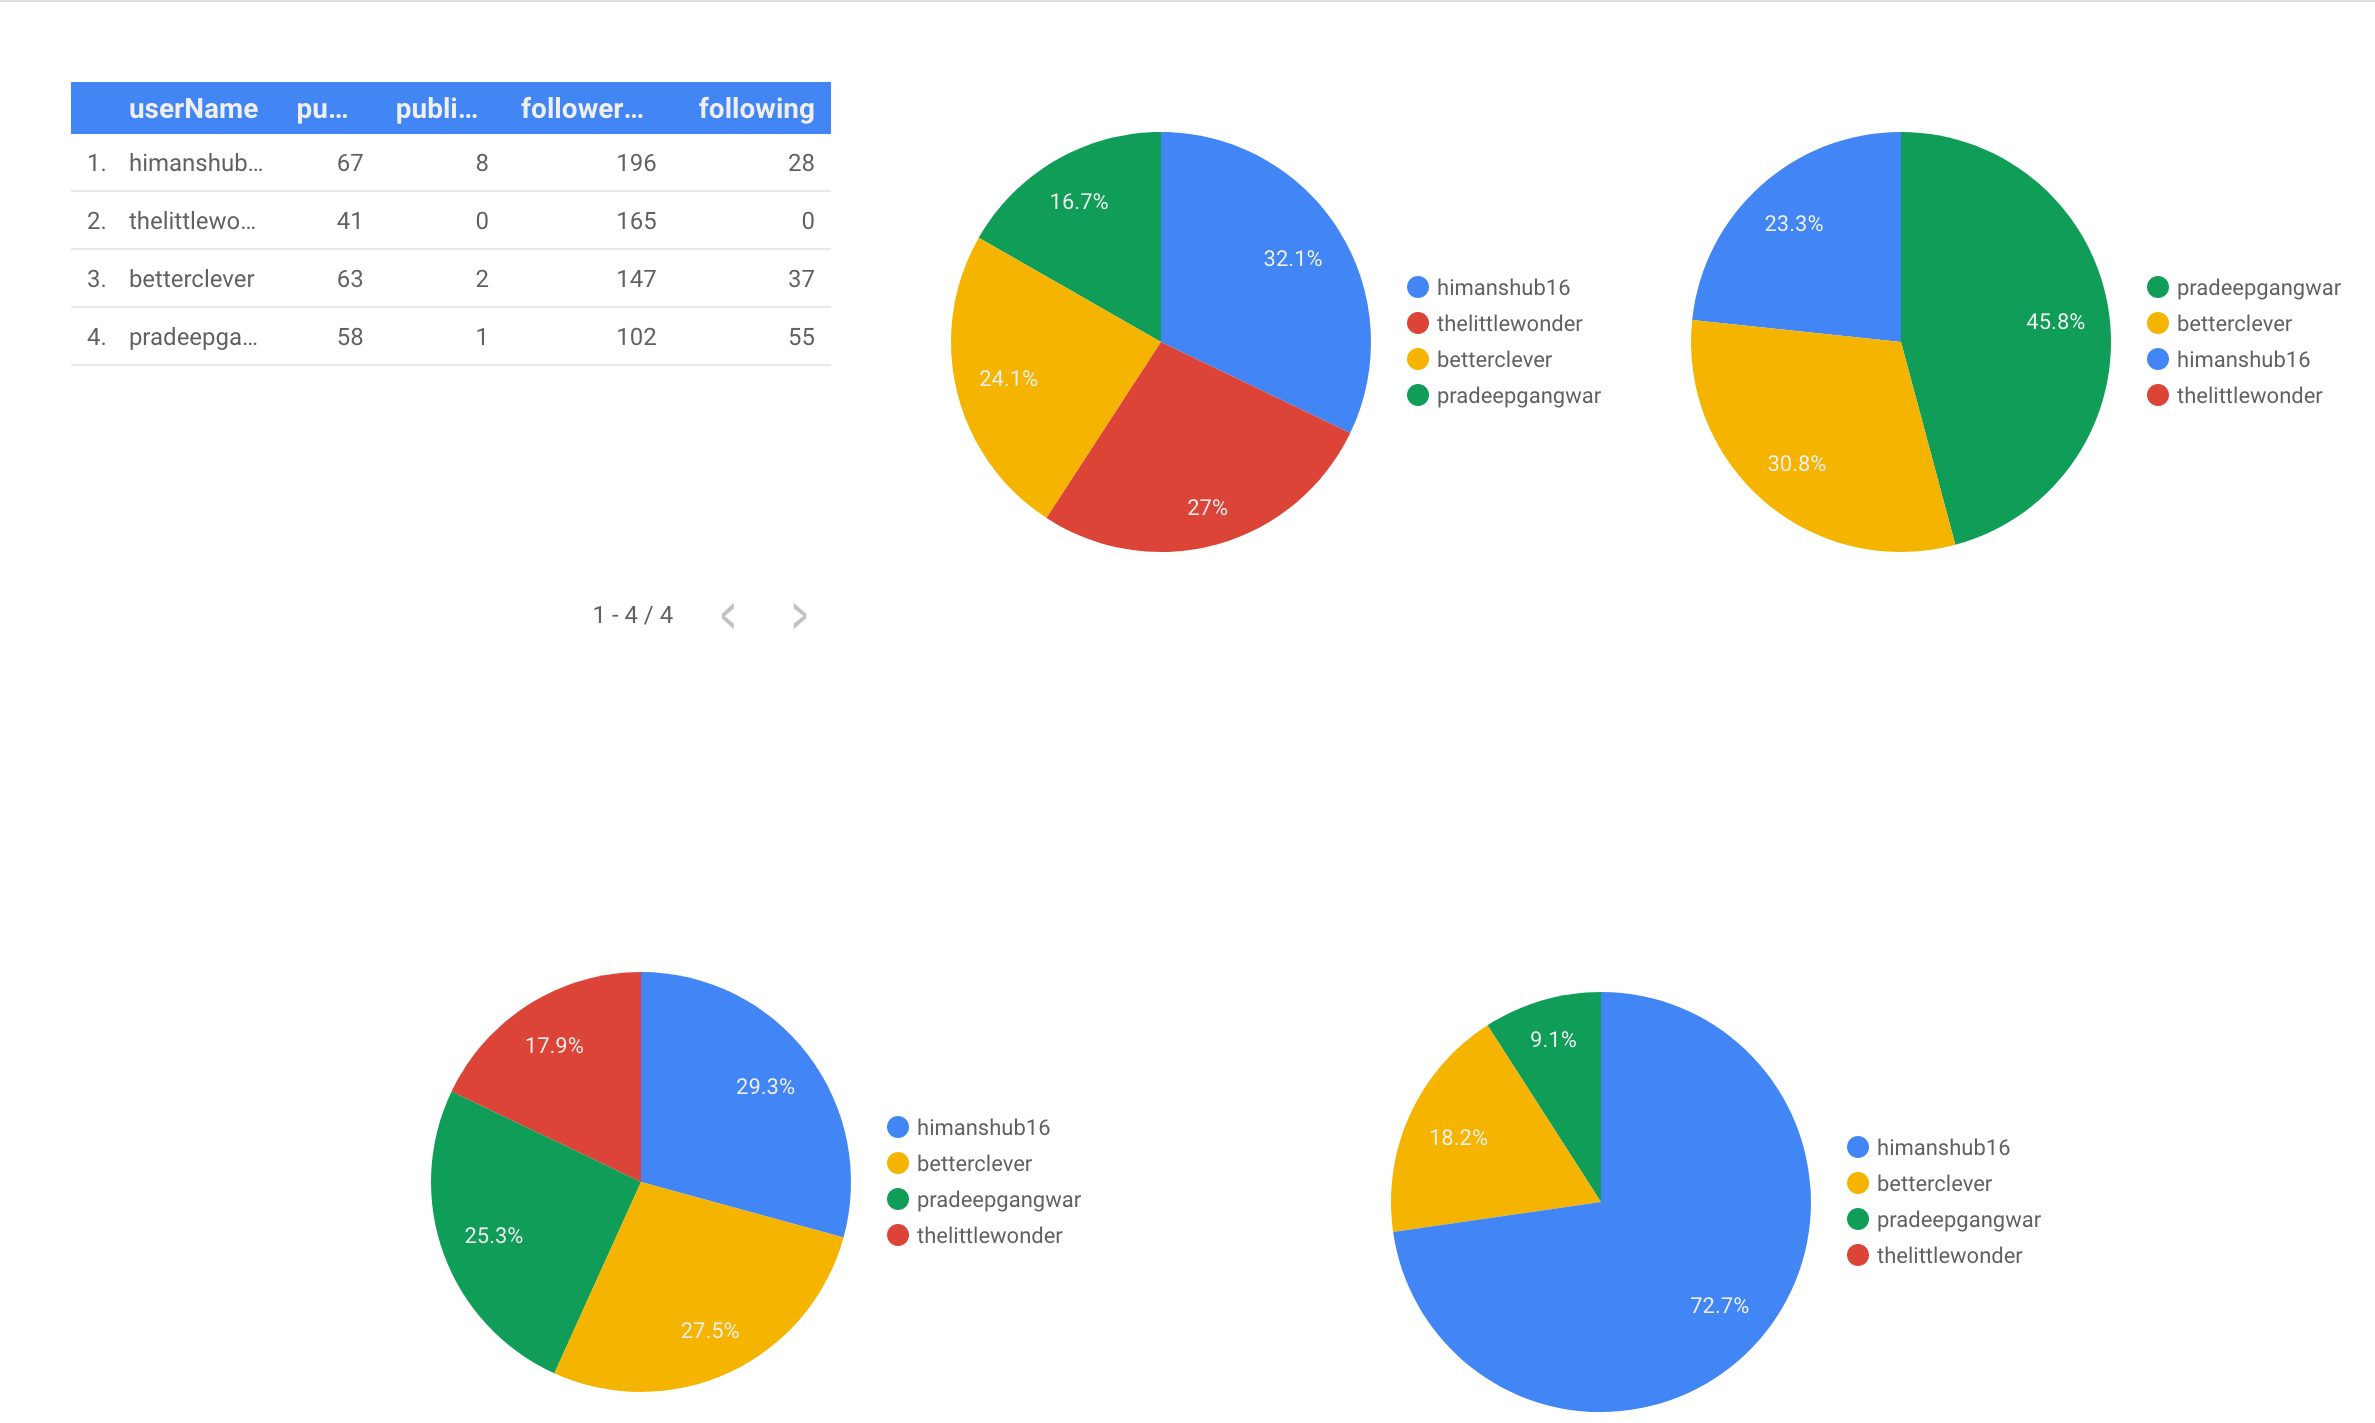 userName pu... publi... follower... following
1. himanshub... 67 8 196 28
2. thelittlewo... 41 0 165 0
3. betterclever 63 2 147 37
4. pradeepga... 58 1 102 55
1 - 4 / 4
16.7%
32.1%
24.1%
27%
himanshub16
thelittlewonder
betterclever
pradeepgangwar
23.3%
45.8%
30.8%
pradeepgangwar
betterclever
himanshub16
thelittlewonder
17.9%
29.3%
25.3%
27.5%
himanshub16
betterclever
pradeepgangwar
thelittlewonder
9.1%
18.2%
72.7%
himanshub16
betterclever
pradeepgangwar
thelittlewonder